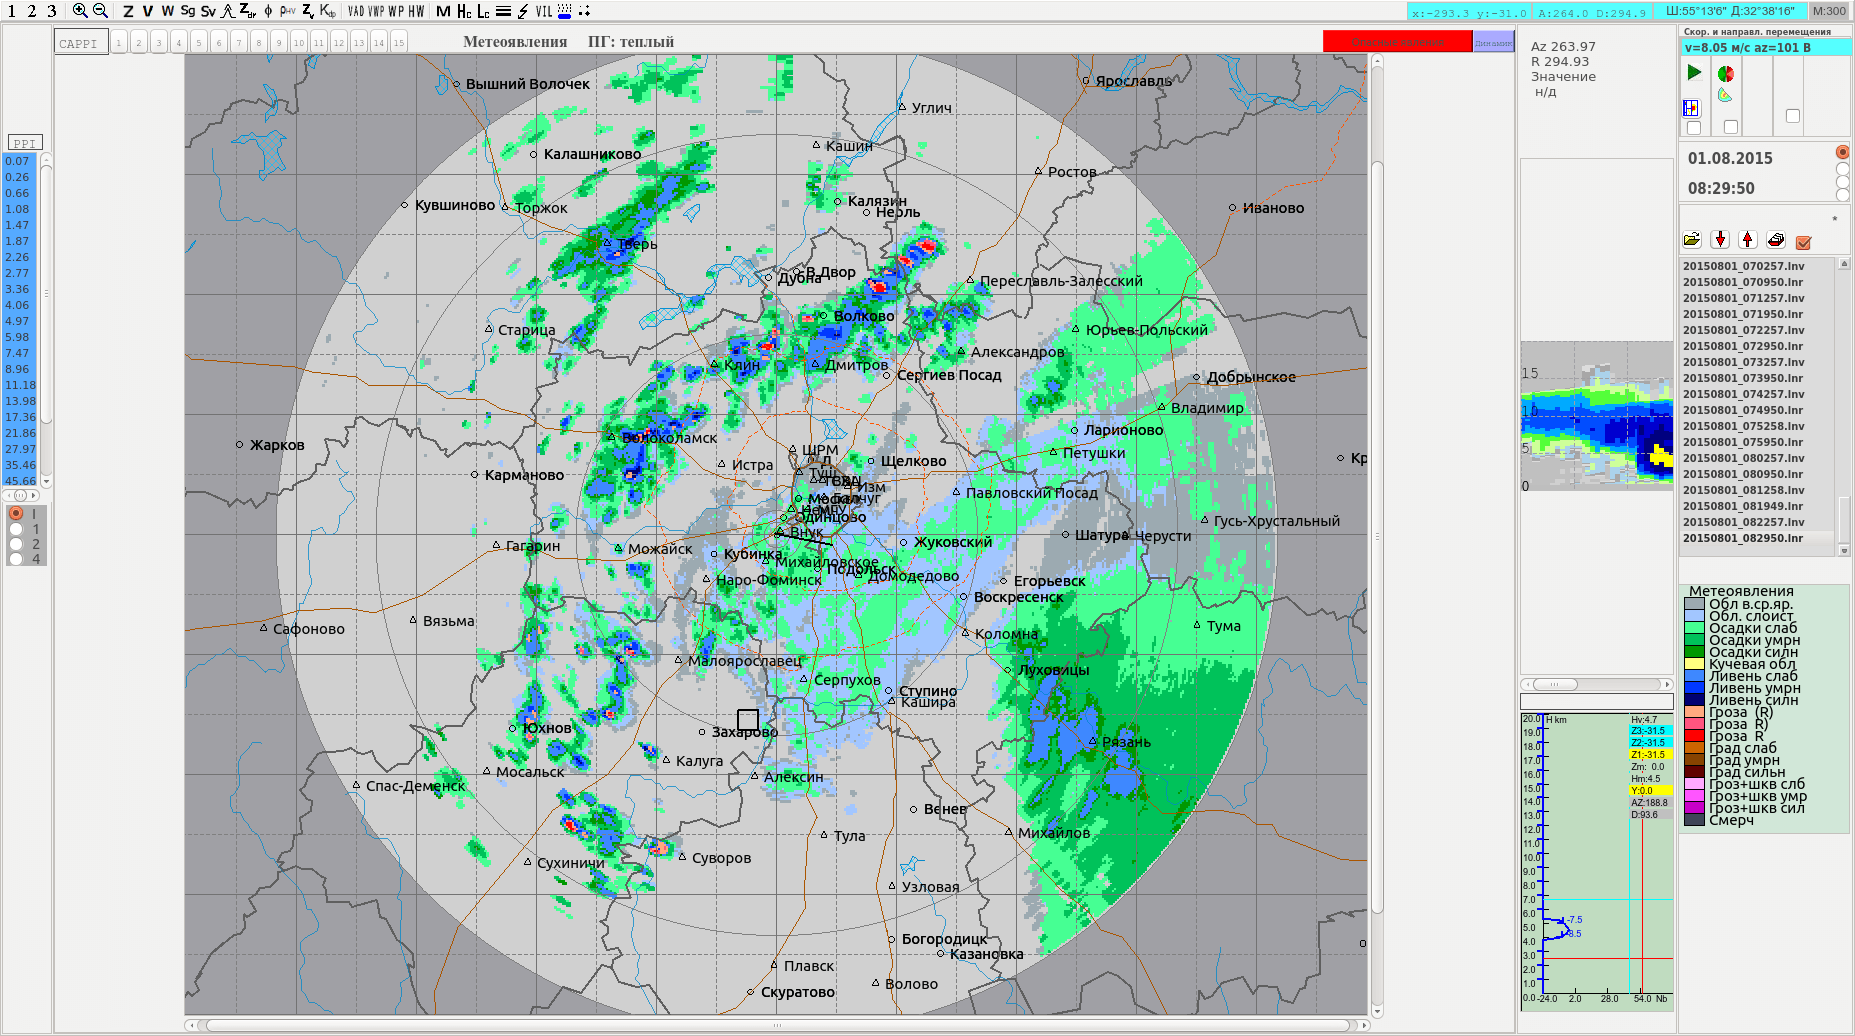 1 2 3 Z V W Sg Sv Zdr ϕ ρHV Zv Kdp VAD VWP WP HW M Hc Lc VIL
x:-293.3 y:-31.0 A:264.0 D:294.9 Ш:55°13'6" Д:32°38'16" М:300
CAPPI 1 2 3 4 5 6 7 8 9 10 11 12 13 14 15
Метеоявления ПГ: теплый
Динамик
PPI
0.07
0.26
0.66
1.08
1.47
1.87
2.26
2.77
3.36
4.06
4.97
5.98
7.47
8.96
11.18
13.98
17.36
21.86
27.97
35.46
45.66
I
1
2
4
Вышний Волочек
Ярославль
Углич
Калашниково
Кашин
Ростов
Кувшиново
Торжок
Калязин
Нерль
Иваново
Тверь
В.Двор
Дубна
Переславль-Залесский
Старица
Волково
Юрьев-Польский
Клин
Дмитров
Александров
Сергиев Посад
Добрынское
Владимир
Жарков
Волоколамск
Ларионово
Карманово
Истра
ШРМ
Щелково
Петушки
Кр
Изм
Павловский Посад
Балчуг
Одинцово
Гусь-Хрустальный
Внук
Гагарин
Можайск
Кубинка
Жуковский
Шатура
Черусти
Михайловское
Подольск
Домодедово
Наро-Фоминск
Егорьевск
Воскресенск
Вязьма
Сафоново
Коломна
Тума
Малоярославец
Луховицы
Серпухов
Ступино
Кашира
Юхнов
Захарово
Рязань
Мосальск
Калуга
Алексин
Спас-Деменск
Венев
Тула
Михайлов
Сухиничи
Суворов
Узловая
Богородицк
Казановка
Плавск
Волово
Скуратово
Az 263.97
R 294.93
Значение
н/д
15
10
5
0
20.0 H km
19.0
18.0
17.0
16.0
15.0
14.0
13.0
12.0
11.0
10.0
9.0
8.0
7.0
6.0
5.0
4.0
3.0
2.0
1.0
0.0 -24.0 2.0 28.0 54.0 Nb
-7.5
8.5
Hv:4.7
Z3:-31.5
Z2:-31.5
Z1:-31.5
Zm: 0.0
Hm:4.5
Y:0.0
AZ:188.8
D:93.6
Скор. и направл. перемещения
v=8.05 м/с az=101 В
01.08.2015
08:29:50
*
20150801_070257.lnv
20150801_070950.lnr
20150801_071257.lnv
20150801_071950.lnr
20150801_072257.lnv
20150801_072950.lnr
20150801_073257.lnv
20150801_073950.lnr
20150801_074257.lnv
20150801_074950.lnr
20150801_075258.lnv
20150801_075950.lnr
20150801_080257.lnv
20150801_080950.lnr
20150801_081258.lnv
20150801_081949.lnr
20150801_082257.lnv
20150801_082950.lnr
Метеоявления
Обл в.ср.яр.
Обл. слоист
Осадки слаб
Осадки умрн
Осадки силн
Кучевая обл
Ливень слаб
Ливень умрн
Ливень силн
Гроза (R)
Гроза R)
Гроза R
Град слаб
Град умрн
Град сильн
Гроз+шкв слб
Гроз+шкв умр
Гроз+шкв сил
Смерч